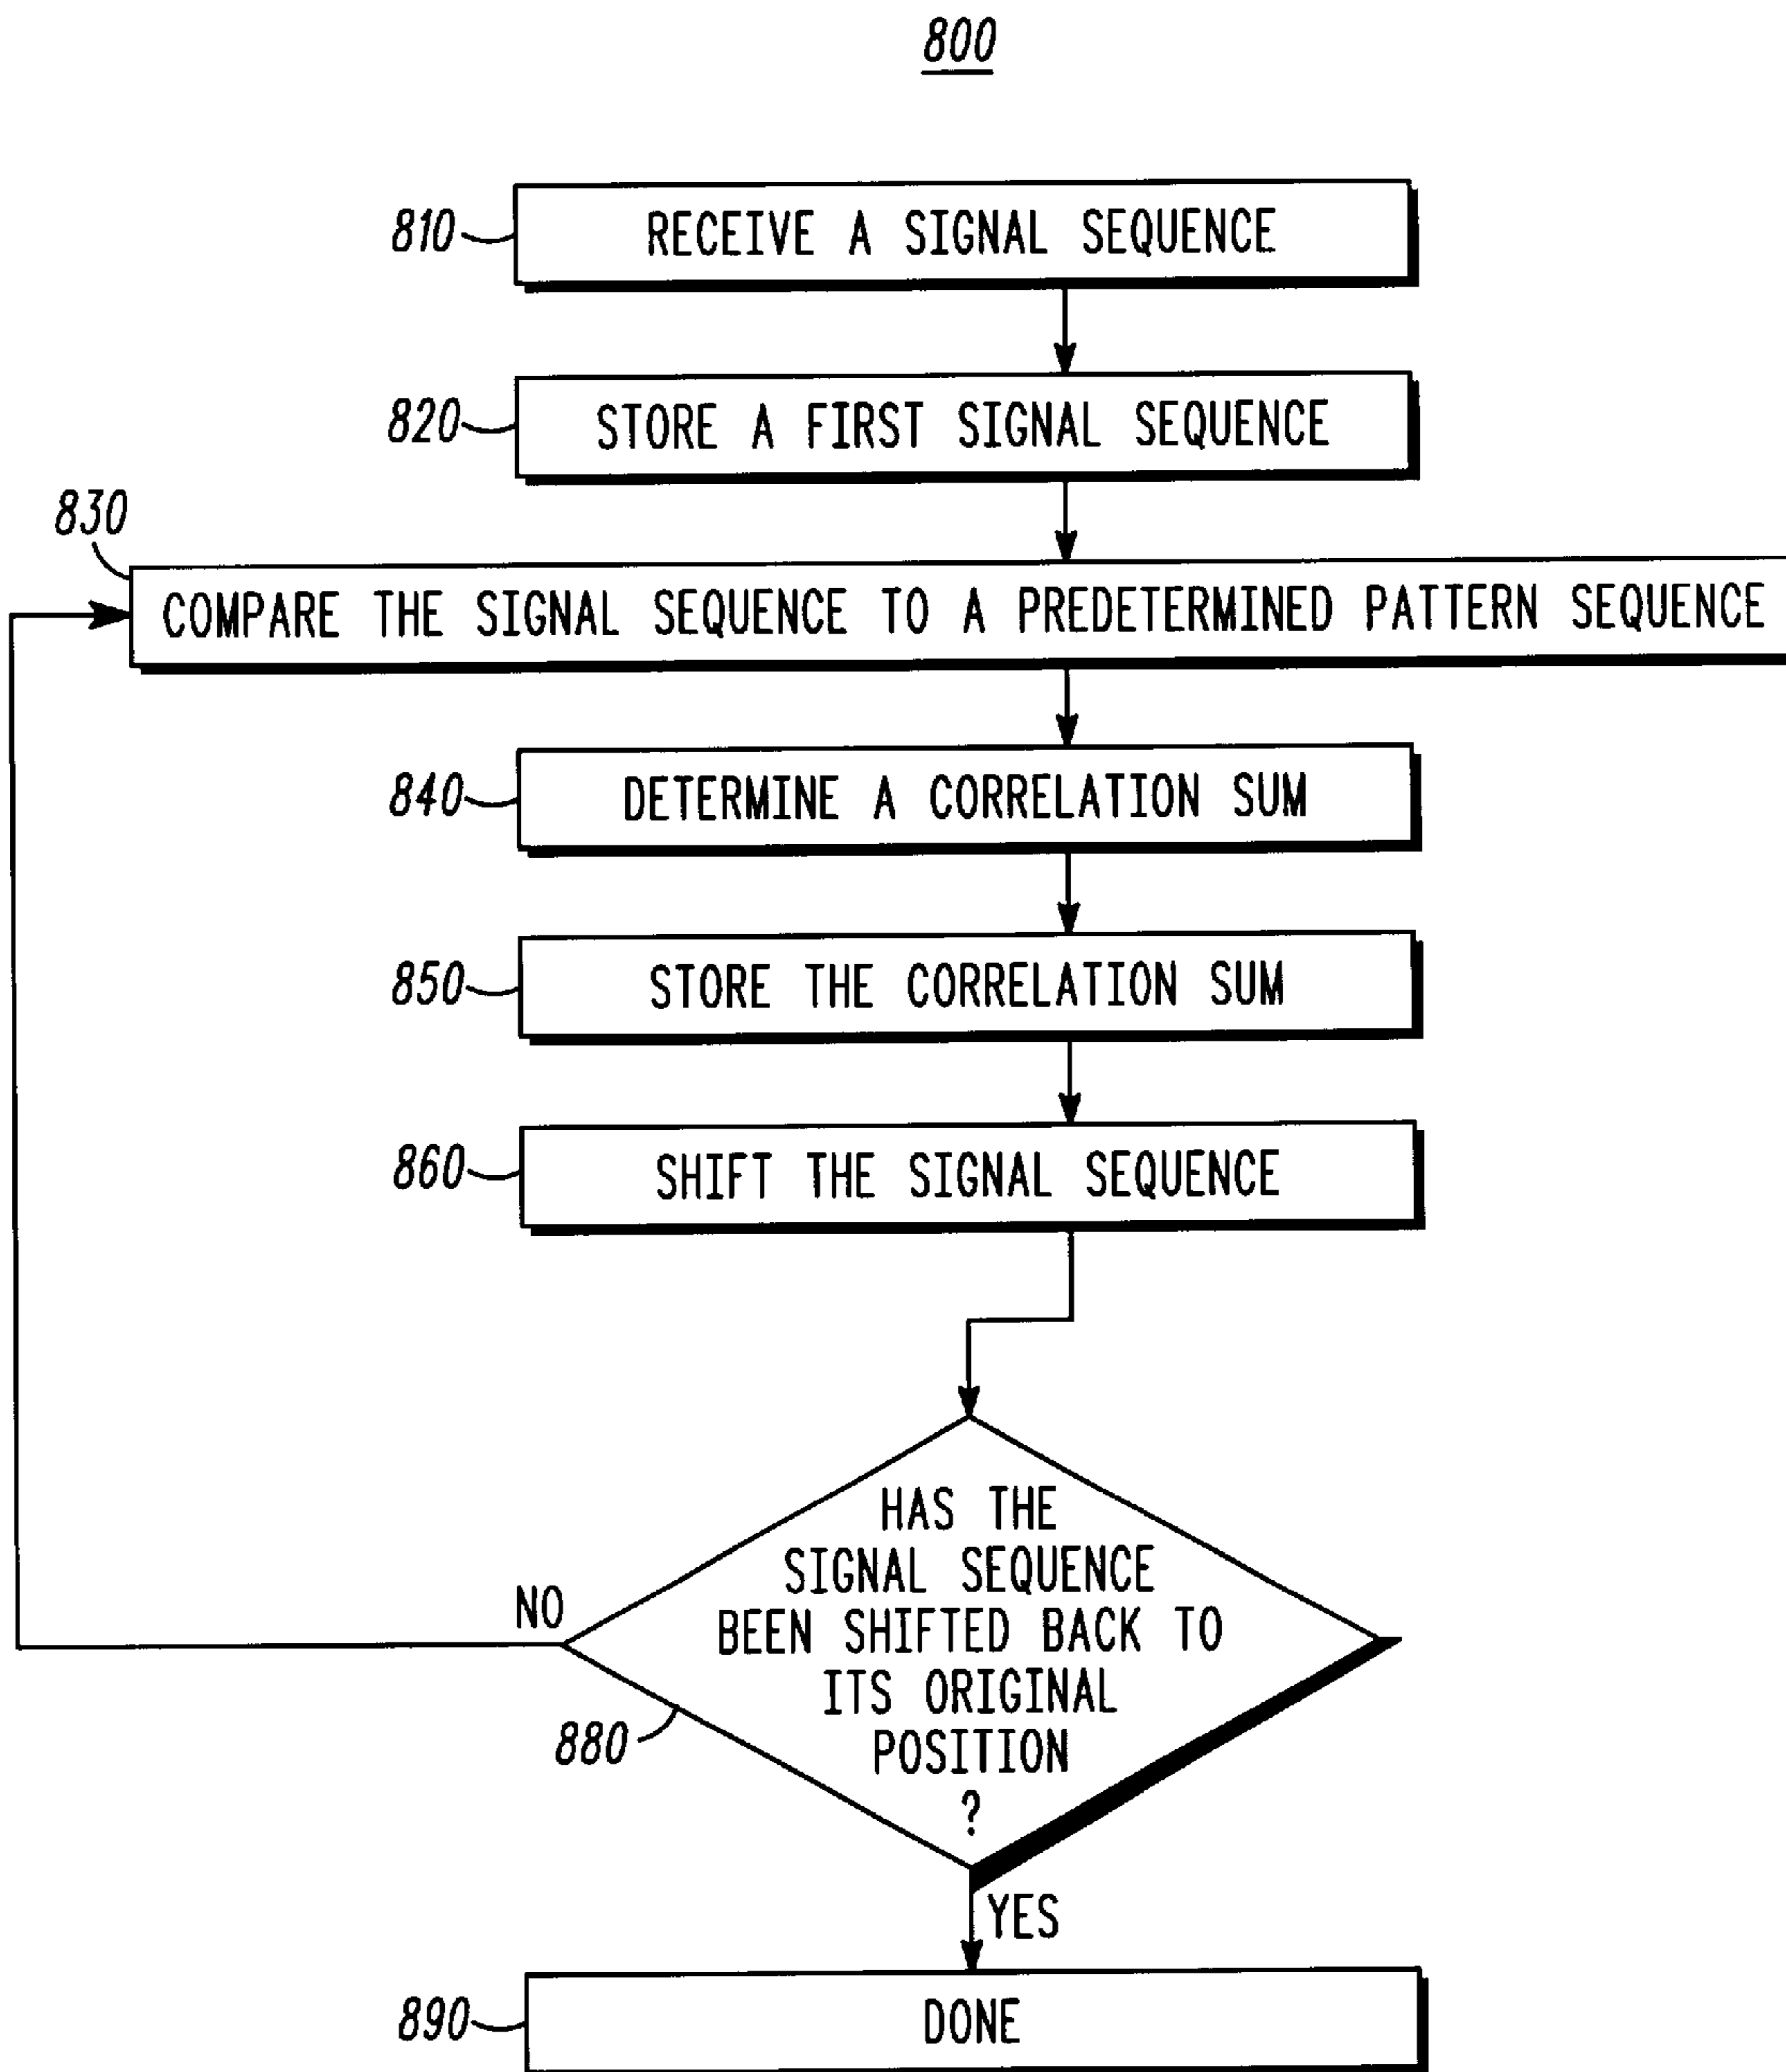 800
810
RECEIVE A SIGNAL SEQUENCE
820
STORE A FIRST SIGNAL SEQUENCE
830
COMPARE THE SIGNAL SEQUENCE TO A PREDETERMINED PATTERN SEQUENCE
840
DETERMINE A CORRELATION SUM
850
STORE THE CORRELATION SUM
860
SHIFT THE SIGNAL SEQUENCE
HAS THE
SIGNAL SEQUENCE
BEEN SHIFTED BACK TO
ITS ORIGINAL
POSITION
?
NO
880
YES
890
DONE